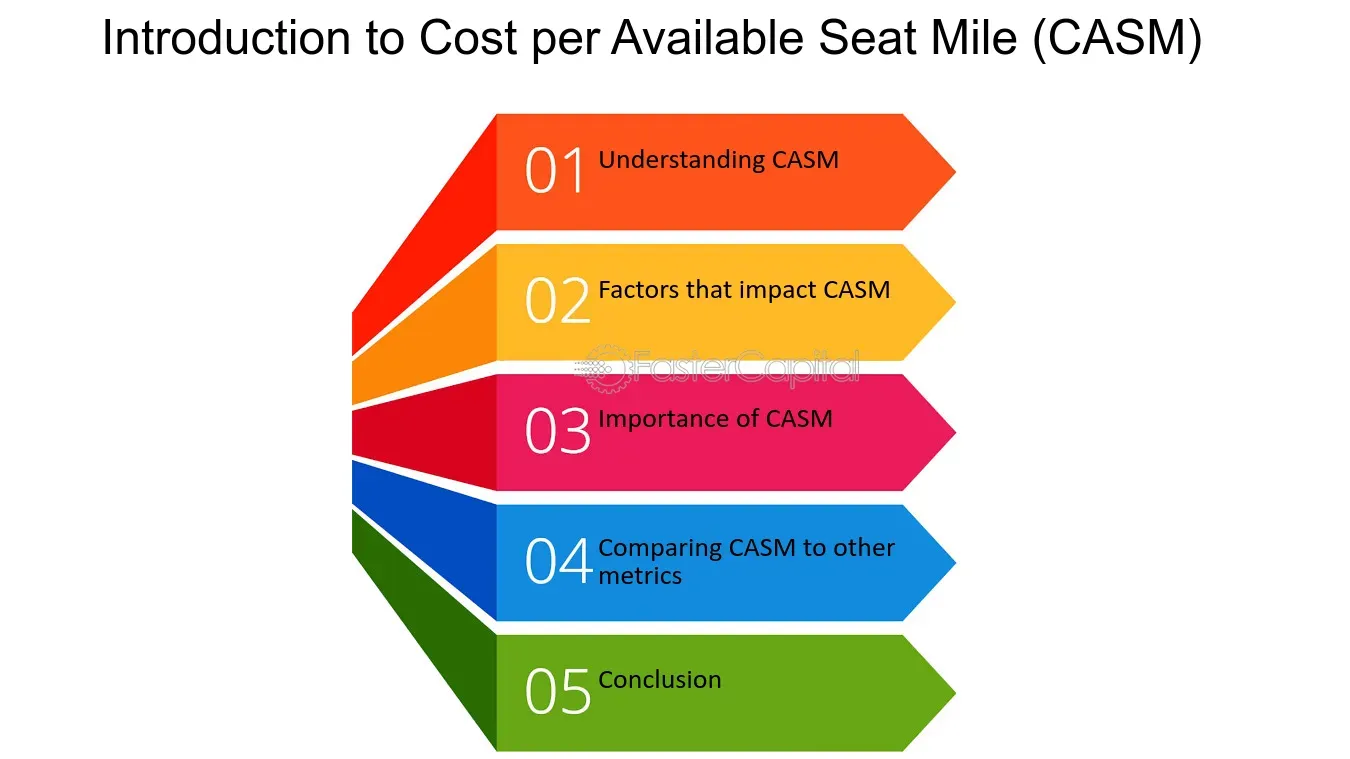 Introduction to Cost per Available Seat Mile (CASM)
01 Understanding CASM
02 Factors that impact CASM
FasterCapital
03 Importance of CASM
04 Comparing CASM to other
metrics
05 Conclusion